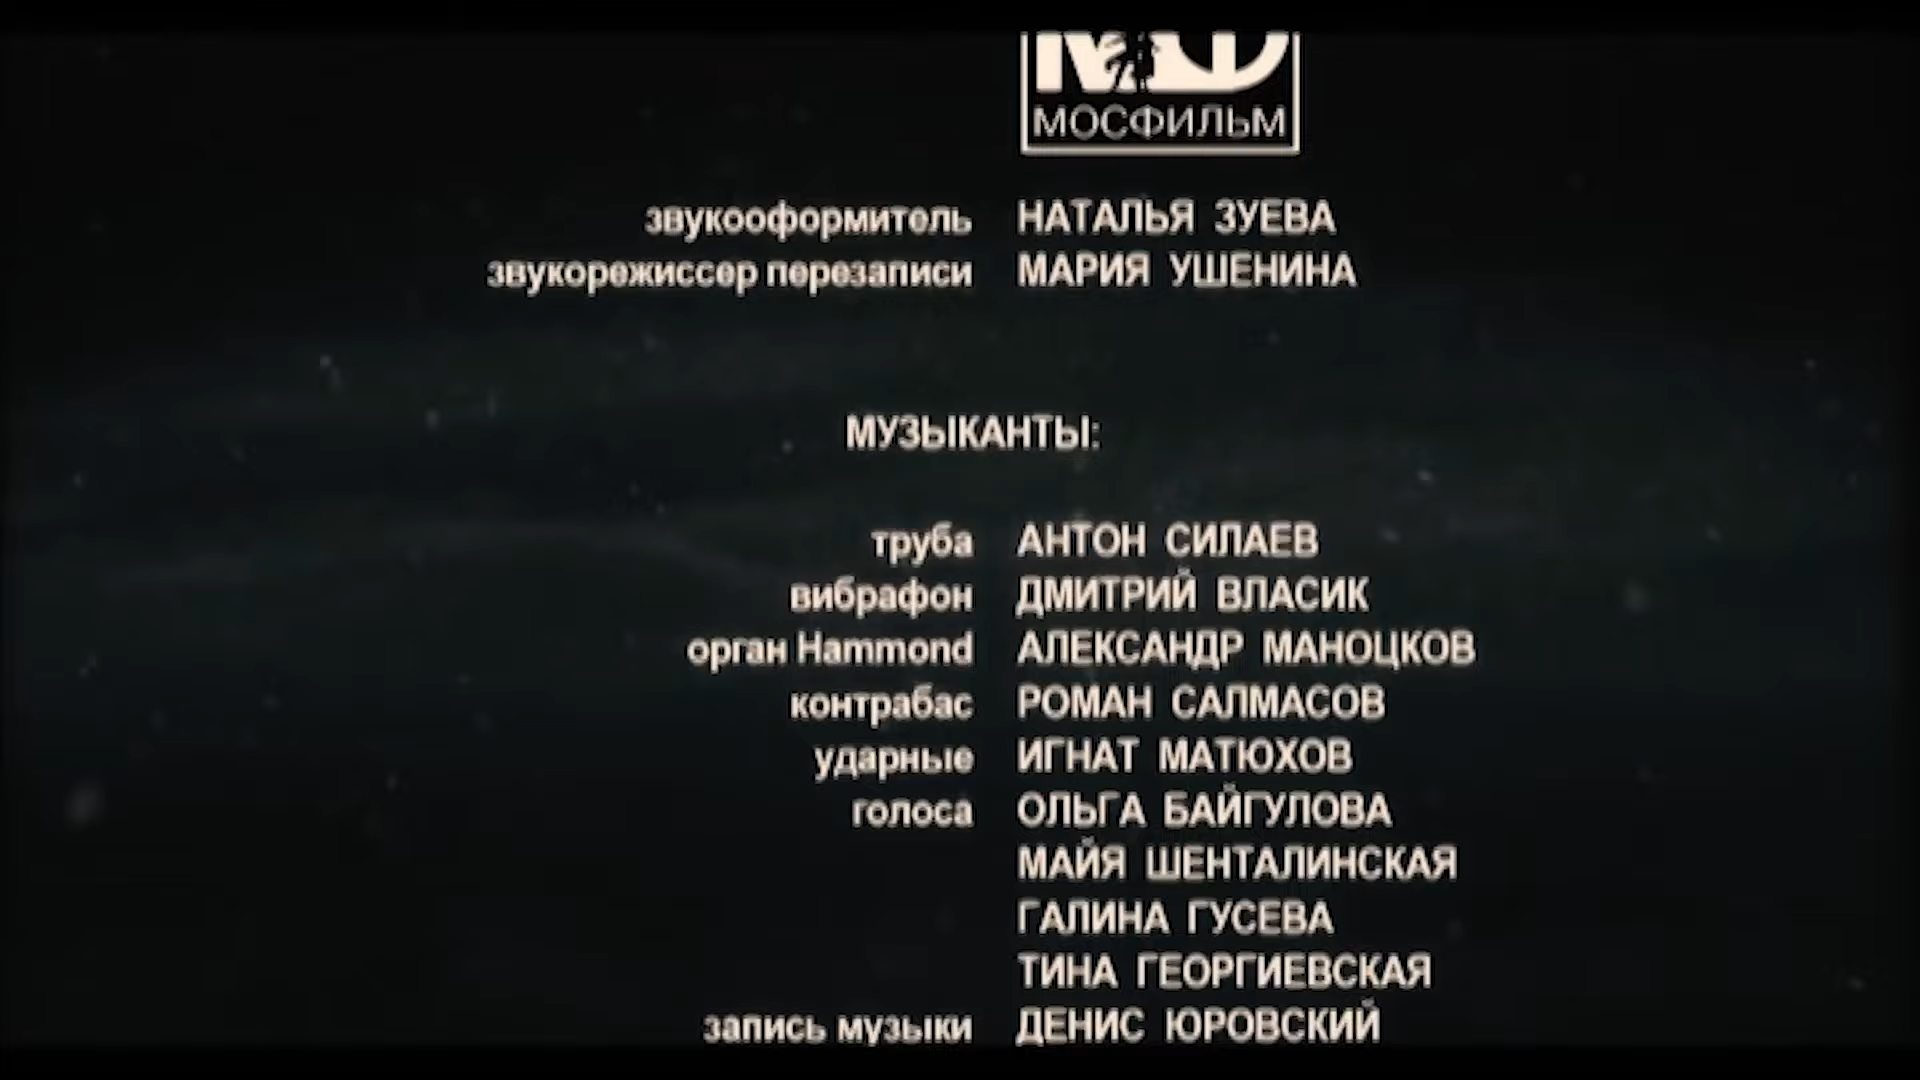 МФ
МОСФИЛЬМ
звукооформитель НАТАЛЬЯ ЗУЕВА
звукорежиссер перезаписи МАРИЯ УШЕНИНА
МУЗЫКАНТЫ:
труба АНТОН СИЛАЕВ
вибрафон ДМИТРИЙ ВЛАСИК
орган Hammond АЛЕКСАНДР МАНОЦКОВ
контрабас РОМАН САЛМАСОВ
ударные ИГНАТ МАТЮХОВ
голоса ОЛЬГА БАЙГУЛОВА
МАЙЯ ШЕНТАЛИНСКАЯ
ГАЛИНА ГУСЕВА
ТИНА ГЕОРГИЕВСКАЯ
запись музыки ДЕНИС ЮРОВСКИЙ